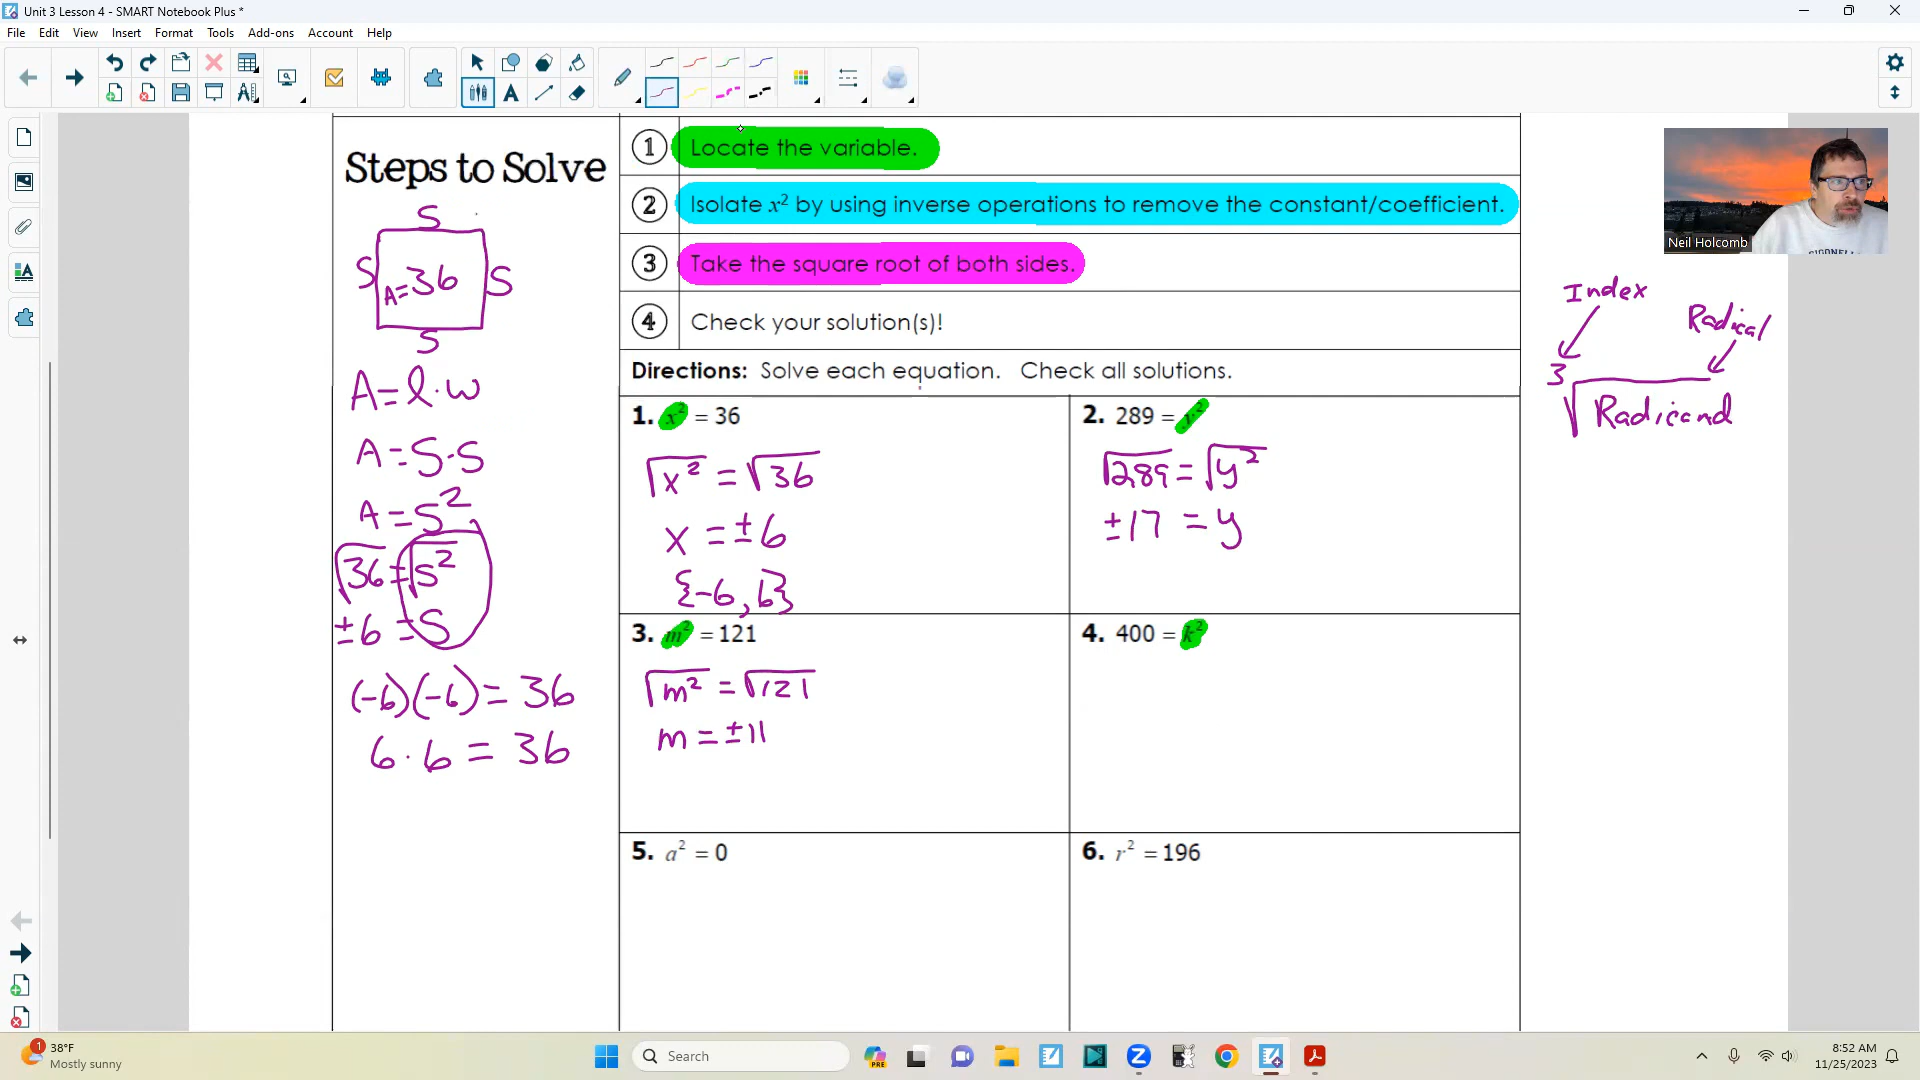 Unit 3 Lesson 4 - SMART Notebook Plus *
File Edit View Insert Format Tools Add-ons Account Help
Steps to Solve
① Locate the variable.
② Isolate x² by using inverse operations to remove the constant/coefficient.
③ Take the square root of both sides.
④ Check your solution(s)!
Directions: Solve each equation. Check all solutions.
S
S A=36 S
S
A = l·w
A = S·S
A = S²
√36 = √S²
±6 = S
(-6)(-6) = 36
6·6 = 36
1. x² = 36
√x² = √36
x = ±6
{-6, 6}
2. 289 = y²
√289 = √y²
±17 = y
3. m² = 121
√m² = √121
m = ±11
4. 400 = k²
5. a² = 0
6. r² = 196
Neil Holcomb
Index
Radical
3
√Radicand
1
38°F
Mostly sunny
Search
PRE
8:52 AM
11/25/2023